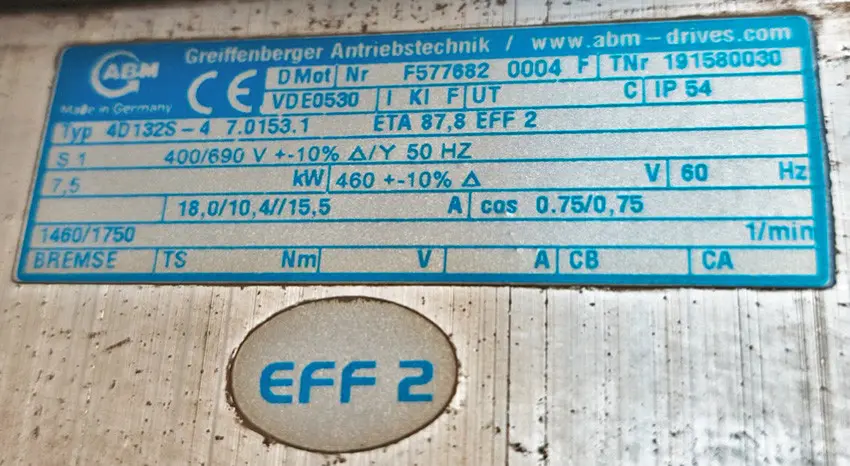 ABM
Made in Germany
Greiffenberger Antriebstechnik / www.abm-drives.com
CE
D Mot Nr F577682 0004 F TNr 191580030
VDE0530 I KI F UT C IP 54
Typ 4D132S-4 7.0153.1 ETA 87,8 EFF 2
S 1 400/690 V +-10% Δ/Y 50 HZ
7,5 kW 460 +-10% Δ V 60 Hz
18,0/10,4//15,5 A cos 0.75/0,75
1460/1750 1/min
BREMSE TS Nm V A CB CA
EFF 2